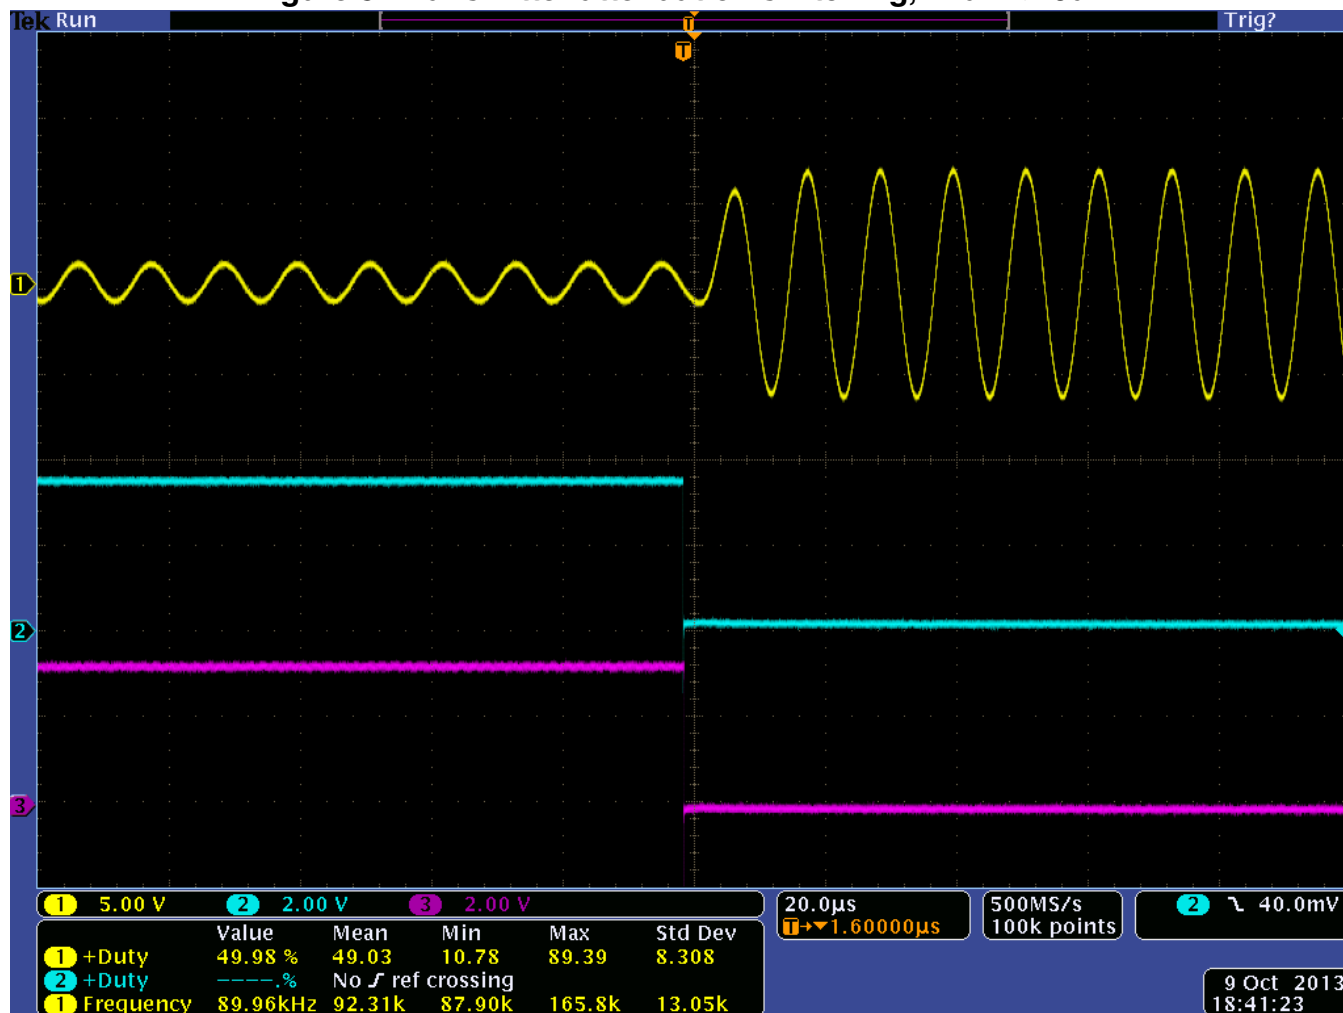 Tek Run Trig?
T
T
1
2
3
1 5.00 V 2 2.00 V 3 2.00 V
20.0µs
T→▼1.60000µs
500MS/s
100k points
2 40.0mV
Value Mean Min Max Std Dev
1 +Duty 49.98 % 49.03 10.78 89.39 8.308
2 +Duty ----.% No ref crossing
1 Frequency 89.96kHz 92.31k 87.90k 165.8k 13.05k
9 Oct 2013
18:41:23